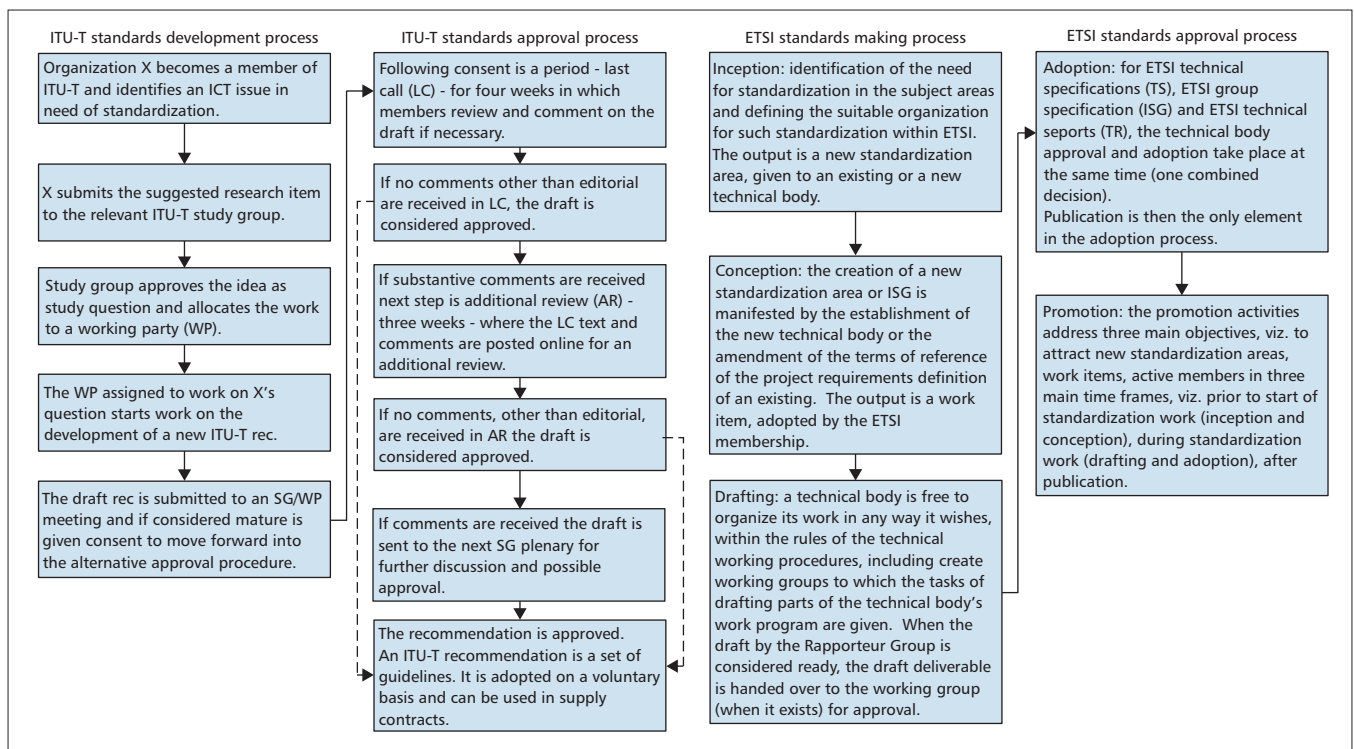 ITU-T standards development process
Organization X becomes a member of
ITU-T and identifies an ICT issue in
need of standardization.
X submits the suggested research item
to the relevant ITU-T study group.
Study group approves the idea as
study question and allocates the work
to a working party (WP).
The WP assigned to work on X's
question starts work on the
development of a new ITU-T rec.
The draft rec is submitted to an SG/WP
meeting and if considered mature is
given consent to move forward into
the alternative approval procedure.
ITU-T standards approval process
Following consent is a period - last
call (LC) - for four weeks in which
members review and comment on the
draft if necessary.
If no comments other than editorial
are received in LC, the draft is
considered approved.
If substantive comments are received
next step is additional review (AR) -
three weeks - where the LC text and
comments are posted online for an
additional review.
If no comments, other than editorial,
are received in AR the draft is
considered approved.
If comments are received the draft is
sent to the next SG plenary for
further discussion and possible
approval.
The recommendation is approved.
An ITU-T recommendation is a set of
guidelines. It is adopted on a voluntary
basis and can be used in supply
contracts.
ETSI standards making process
Inception: identification of the need
for standardization in the subject areas
and defining the suitable organization
for such standardization within ETSI.
The output is a new standardization
area, given to an existing or a new
technical body.
Conception: the creation of a new
standardization area or ISG is
manifested by the establishment of
the new technical body or the
amendment of the terms of reference
of the project requirements definition
of an existing. The output is a work
item, adopted by the ETSI
membership.
Drafting: a technical body is free to
organize its work in any way it wishes,
within the rules of the technical
working procedures, including create
working groups to which the tasks of
drafting parts of the technical body's
work program are given. When the
draft by the Rapporteur Group is
considered ready, the draft deliverable
is handed over to the working group
(when it exists) for approval.
ETSI standards approval process
Adoption: for ETSI technical
specifications (TS), ETSI group
specification (ISG) and ETSI technical
seports (TR), the technical body
approval and adoption take place at
the same time (one combined
decision).
Publication is then the only element
in the adoption process.
Promotion: the promotion activities
address three main objectives, viz. to
attract new standardization areas,
work items, active members in three
main time frames, viz. prior to start of
standardization work (inception and
conception), during standardization
work (drafting and adoption), after
publication.